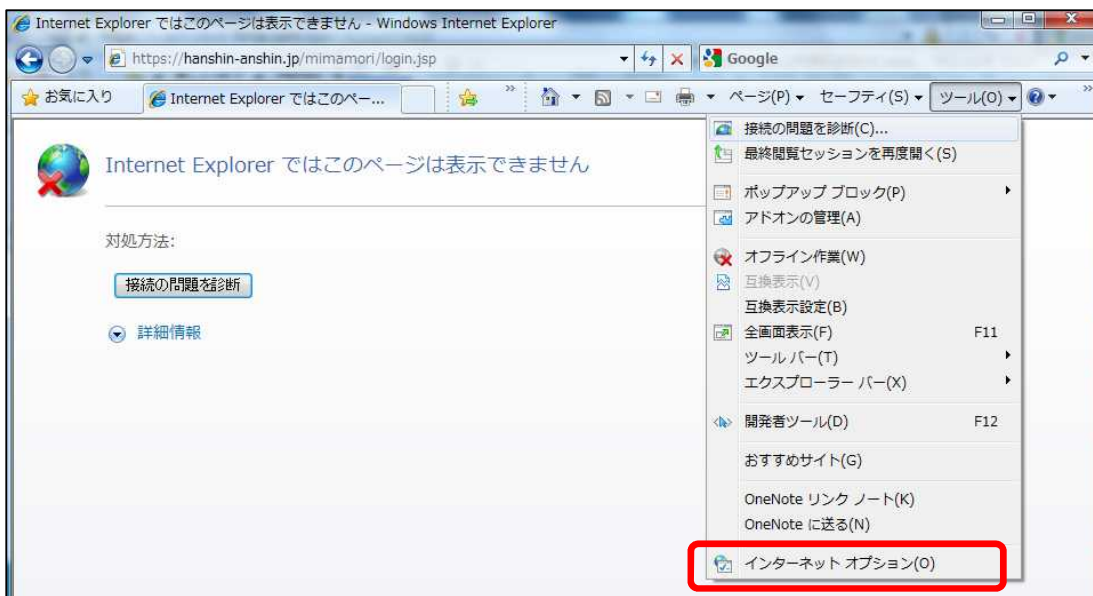 Internet Explorer ではこのページは表示できません - Windows Internet Explorer
https://hanshin-anshin.jp/mimamori/login.jsp
Google
お気に入り
Internet Explorer ではこのペー...
ページ(P)
セーフティ(S)
ツール(O)
Internet Explorer ではこのページは表示できません
対処方法:
接続の問題を診断
詳細情報
接続の問題を診断(C)...
最終閲覧セッションを再度開く(S)
ポップアップ ブロック(P)
アドオンの管理(A)
オフライン作業(W)
互換表示(V)
互換表示設定(B)
全画面表示(F) F11
ツール バー(T)
エクスプローラー バー(X)
開発者ツール(D) F12
おすすめサイト(G)
OneNote リンク ノート(K)
OneNote に送る(N)
インターネット オプション(O)